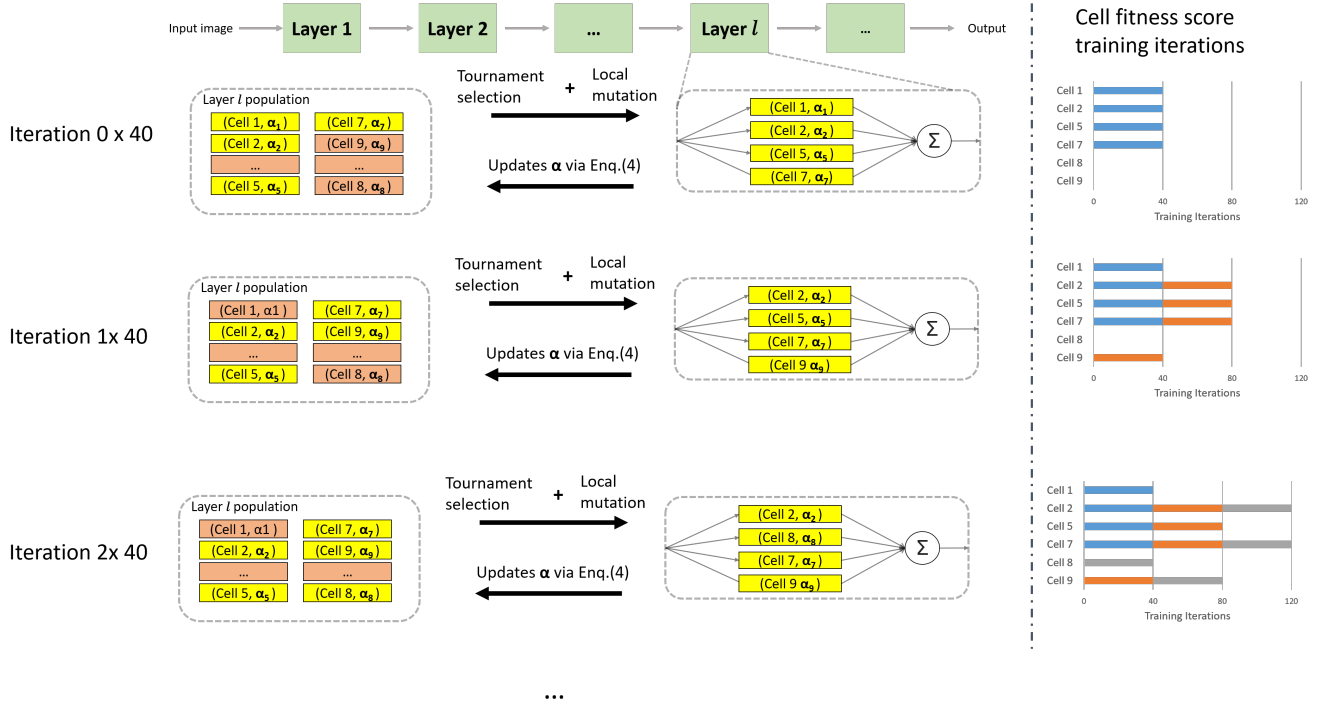 Input image
Layer 1
Layer 2
...
Layer l
...
Output
Cell fitness score
training iterations
Iteration 0 x 40
Layer l population
(Cell 1, α1)
(Cell 7, α7)
(Cell 2, α2)
(Cell 9, α9)
...
...
(Cell 5, α5)
(Cell 8, α8)
Tournament
selection
+
Local
mutation
Updates α via Enq.(4)
(Cell 1, α1)
(Cell 2, α2)
(Cell 5, α5)
(Cell 7, α7)
Σ
Cell 1
Cell 2
Cell 5
Cell 7
Cell 8
Cell 9
0 40 80 120
Training Iterations
Iteration 1x 40
Layer l population
(Cell 1, α1)
(Cell 7, α7)
(Cell 2, α2)
(Cell 9, α9)
...
...
(Cell 5, α5)
(Cell 8, α8)
Tournament
selection
+
Local
mutation
Updates α via Enq.(4)
(Cell 2, α2)
(Cell 5, α5)
(Cell 7, α7)
(Cell 9 α9)
Σ
Cell 1
Cell 2
Cell 5
Cell 7
Cell 8
Cell 9
0 40 80 120
Training Iterations
Iteration 2x 40
Layer l population
(Cell 1, α1)
(Cell 7, α7)
(Cell 2, α2)
(Cell 9, α9)
...
...
(Cell 5, α5)
(Cell 8, α8)
Tournament
selection
+
Local
mutation
Updates α via Enq.(4)
(Cell 2, α2)
(Cell 8, α8)
(Cell 7, α7)
(Cell 9 α9)
Σ
Cell 1
Cell 2
Cell 5
Cell 7
Cell 8
Cell 9
0 40 80 120
Training Iterations
...